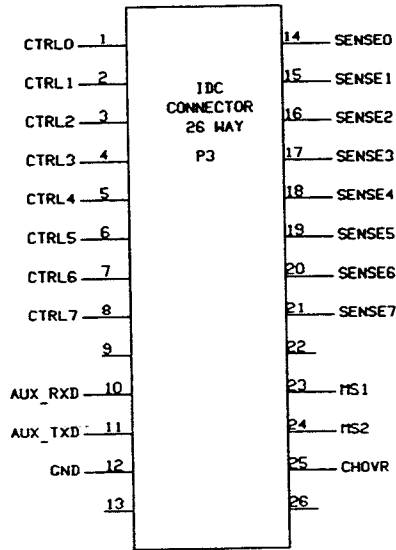 CTRL0 1 14 SENSE0
CTRL1 2 15 SENSE1
IDC
CONNECTOR
26 WAY
CTRL2 3 16 SENSE2
P3
CTRL3 4 17 SENSE3
CTRL4 5 18 SENSE4
CTRL5 6 19 SENSE5
CTRL6 7 20 SENSE6
CTRL7 8 21 SENSE7
9 22
AUX_RXD 10 23 MS1
AUX_TXD 11 24 MS2
GND 12 25 CHOVR
13 26